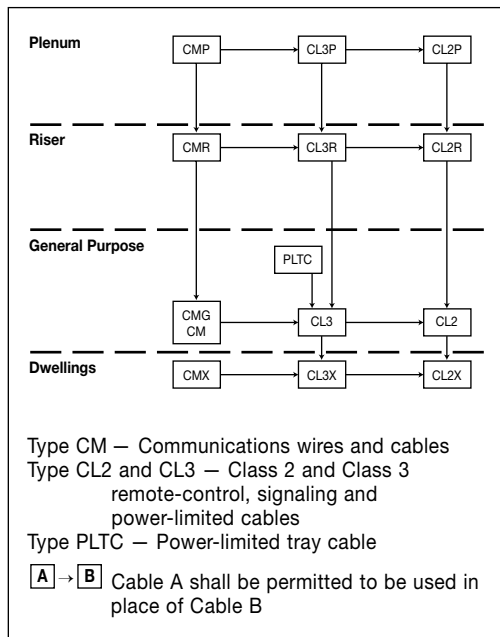 Plenum
CMP CL3P CL2P
Riser
CMR CL3R CL2R
General Purpose
PLTC
CMG
CM CL3 CL2
Dwellings
CMX CL3X CL2X
Type CM — Communications wires and cables
Type CL2 and CL3 — Class 2 and Class 3
remote-control, signaling and
power-limited cables
Type PLTC — Power-limited tray cable
A → B Cable A shall be permitted to be used in
place of Cable B